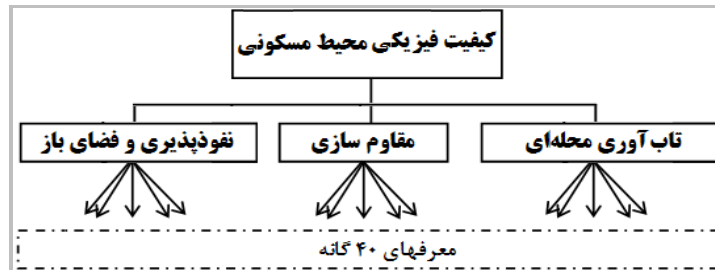 کیفیت فیزیکی محیط مسکونی
تاب‌آوری محله‌ای
مقاوم سازی
نفوذپذیری و فضای باز
معرفهای ۴۰ گانه